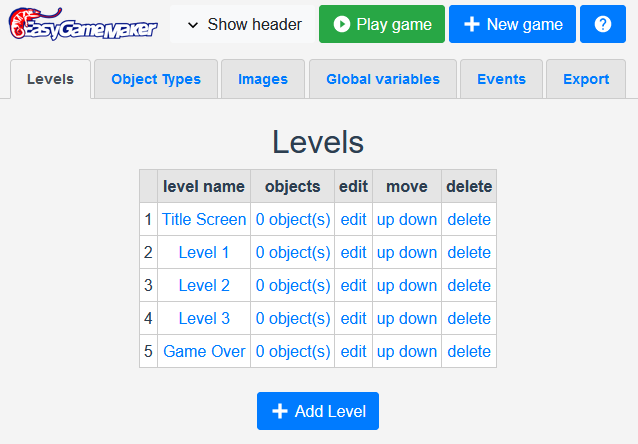 EasyGameMaker Show header Play game New game ?
Levels Object Types Images Global variables Events Export
Levels
level name objects edit move delete
1 Title Screen 0 object(s) edit up down delete
2 Level 1 0 object(s) edit up down delete
3 Level 2 0 object(s) edit up down delete
4 Level 3 0 object(s) edit up down delete
5 Game Over 0 object(s) edit up down delete
Add Level